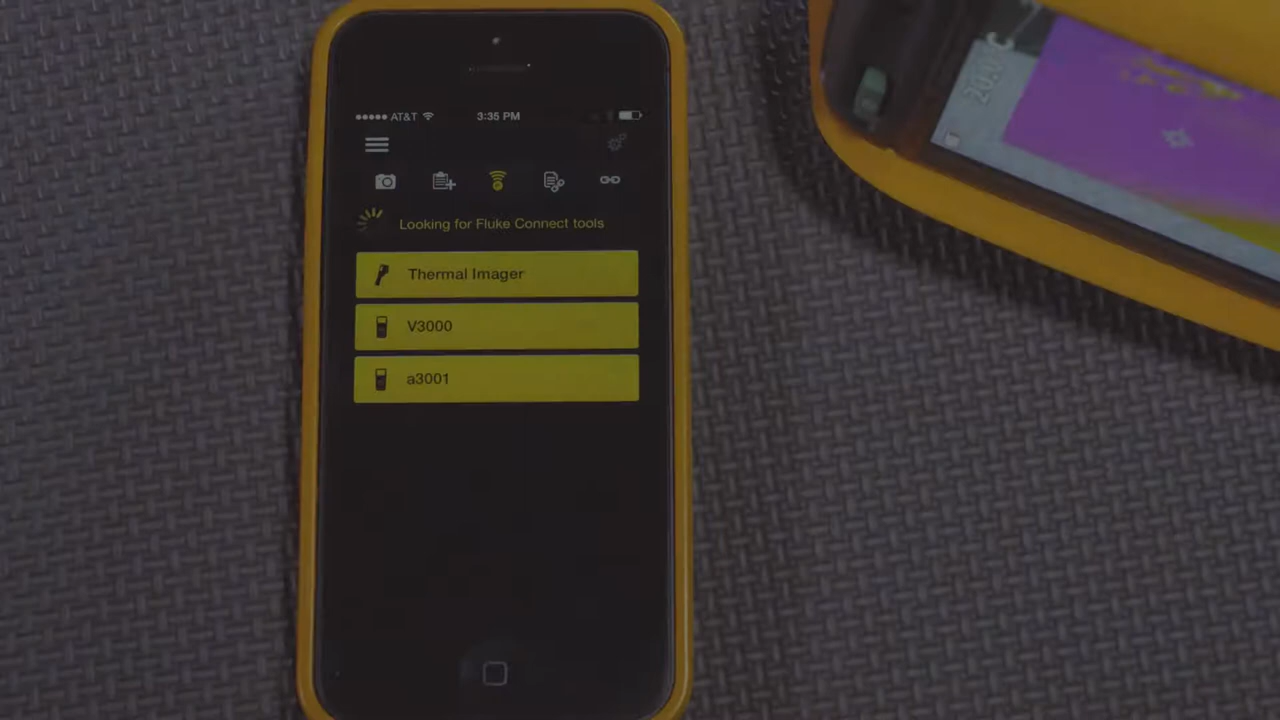 AT&T 3:35 PM
Looking for Fluke Connect tools
Thermal Imager
V3000
a3001